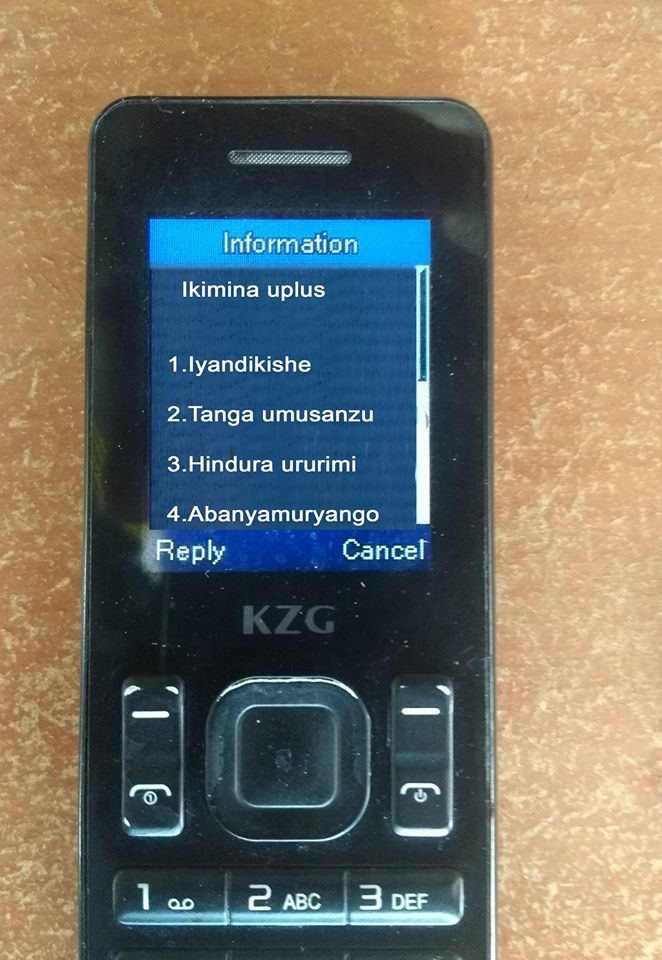 Information
Ikimina uplus
1.Iyandikishe
2.Tanga umusanzu
3.Hindura ururimi
4.Abanyamuryango
Reply Cancel
KZG
1 2 ABC 3 DEF